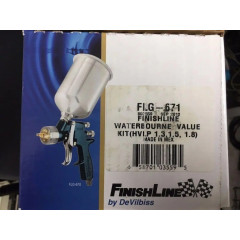 FLG - 671
FINISHLINE
WATERBOURNE VALUE
KIT(HVLP 1.3,1.5, 1.8)
MADE IN MEX
FINISHLINE
by DeVilbiss